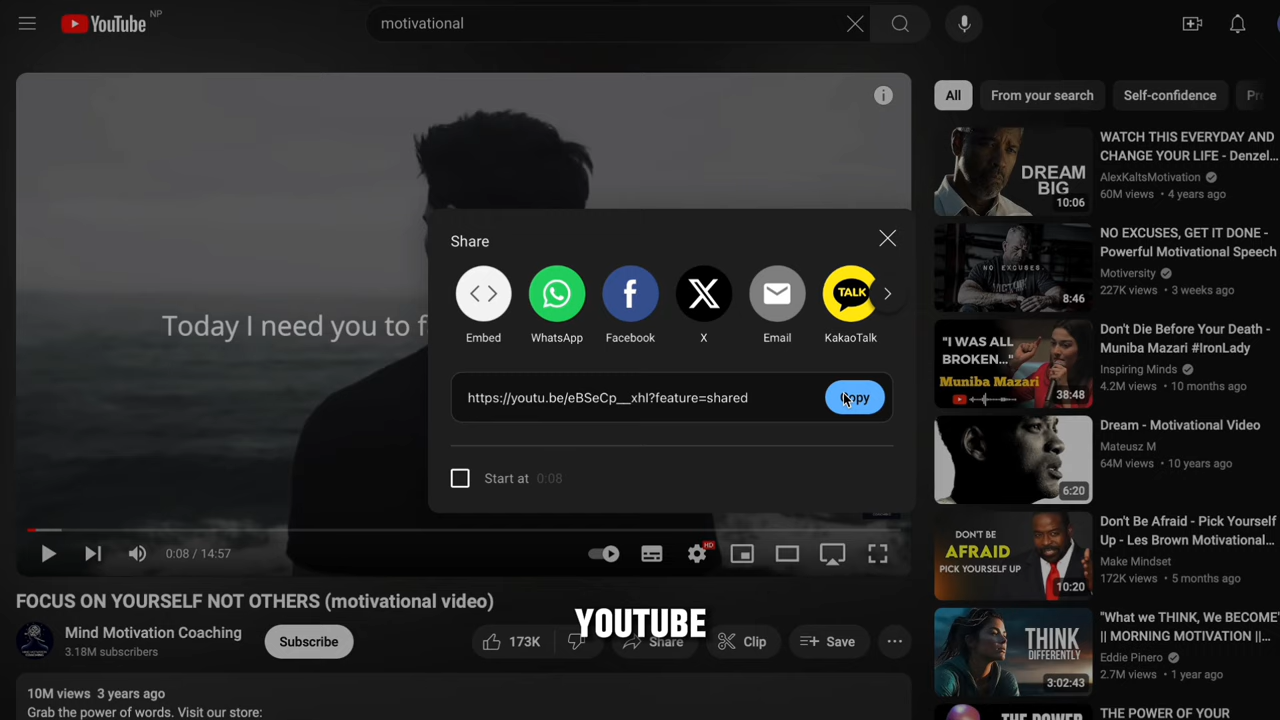 YouTube NP
motivational
Today I need you to f
Share
Embed
WhatsApp
Facebook
X
Email
TALK
KakaoTalk
https://youtu.be/eBSeCp__xhI?feature=shared
Copy
Start at 0:08
0:08 / 14:57
HD
FOCUS ON YOURSELF NOT OTHERS (motivational video)
Mind Motivation Coaching
3.18M subscribers
Subscribe
173K
Share
Clip
Save
YOUTUBE
10M views 3 years ago
Grab the power of words. Visit our store:
All
From your search
Self-confidence
Pr
DREAM
BIG
10:06
WATCH THIS EVERYDAY AND
CHANGE YOUR LIFE - Denzel...
AlexKaltsMotivation
60M views • 4 years ago
NO EXCUSES.
8:46
NO EXCUSES, GET IT DONE -
Powerful Motivational Speech
Motiversity
227K views • 3 weeks ago
"I WAS ALL
BROKEN..."
Muniba Mazari
38:48
Don't Die Before Your Death -
Muniba Mazari #IronLady
Inspiring Minds
4.2M views • 10 months ago
6:20
Dream - Motivational Video
Mateusz M
64M views • 10 years ago
DON'T BE
AFRAID
PICK YOURSELF UP
10:20
Don't Be Afraid - Pick Yourself
Up - Les Brown Motivational...
Make Mindset
172K views • 5 months ago
THINK
DIFFERENTLY
3:02:43
"What we THINK, We BECOME"
|| MORNING MOTIVATION ||...
Eddie Pinero
2.7M views • 1 year ago
THE POWER OF YOUR